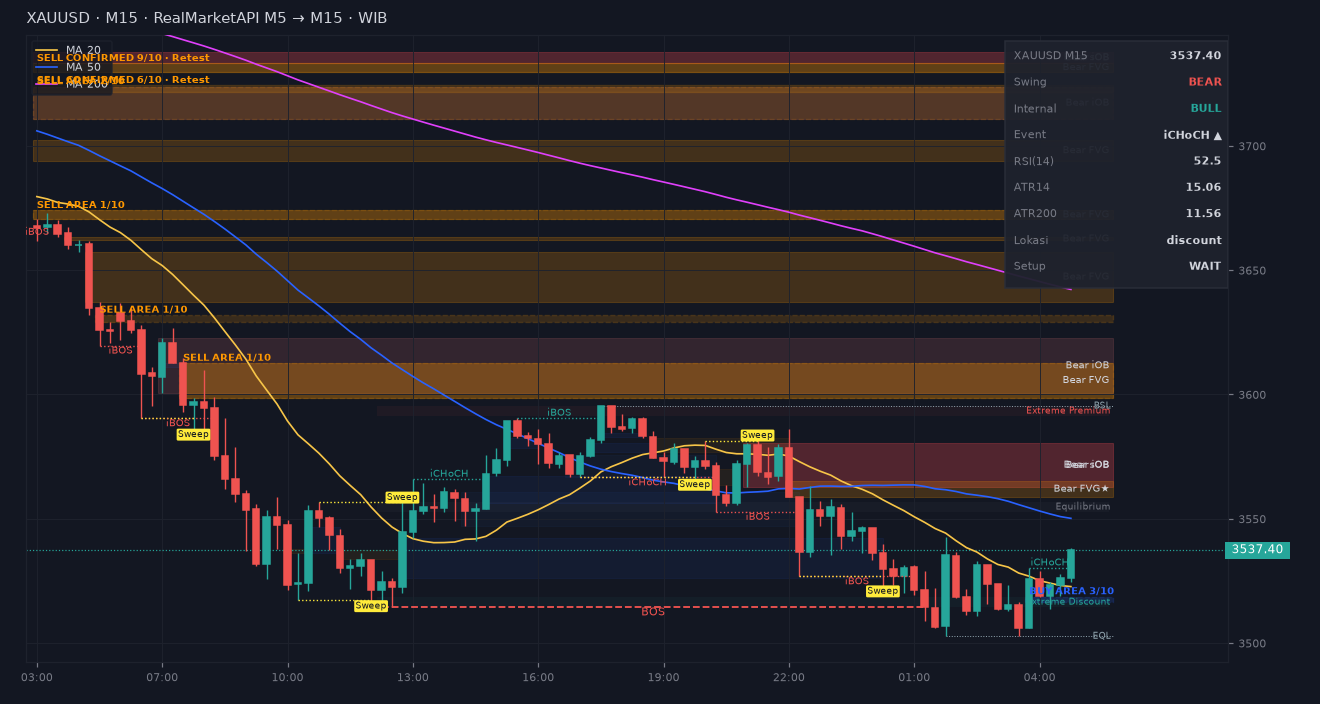 XAUUSD · M15 · RealMarketAPI M5 → M15 · WIB
MA 20
SELL CONFIRMED 9/10 · Retest
MA 50
SELL CONFIRMED 6/10 · Retest
MA 200
XAUUSD M15 3537.40
Swing BEAR
Internal BULL
Event iCHoCH ▲
RSI(14) 52.5
ATR14 15.06
ATR200 11.56
Lokasi discount
Setup WAIT
Bear iOB
Bear FVG
Bear FVG
Bear FVG
Bear FVG
3700
3650
3600
3550
3500
SELL AREA 1/10
iBOS
SELL AREA 1/10
iBOS
SELL AREA 1/10
Bear iOB
Bear FVG
BSL
Extreme Premium
iBOS
iBOS
Sweep
Sweep
iCHoCH
Bear iOB
iCHoCH
Sweep
Bear FVG★
Sweep
Equilibrium
iBOS
3537.40
iCHoCH
iBOS
Sweep
BUY AREA 3/10
Extreme Discount
Sweep
BOS
EQL
03:00
07:00
10:00
13:00
16:00
19:00
22:00
01:00
04:00